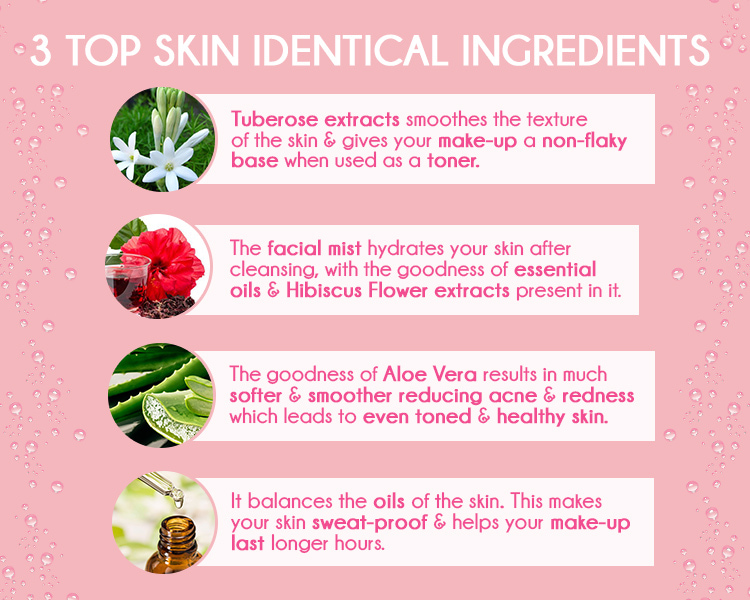 3 TOP SKIN IDENTICAL INGREDIENTS
Tuberose extracts smoothes the texture
of the skin & gives your make-up a non-flaky
base when used as a toner.
The facial mist hydrates your skin after
cleansing, with the goodness of essential
oils & Hibiscus Flower extracts present in it.
The goodness of Aloe Vera results in much
softer & smoother reducing acne & redness
which leads to even toned & healthy skin.
It balances the oils of the skin. This makes
your skin sweat-proof & helps your make-up
last longer hours.